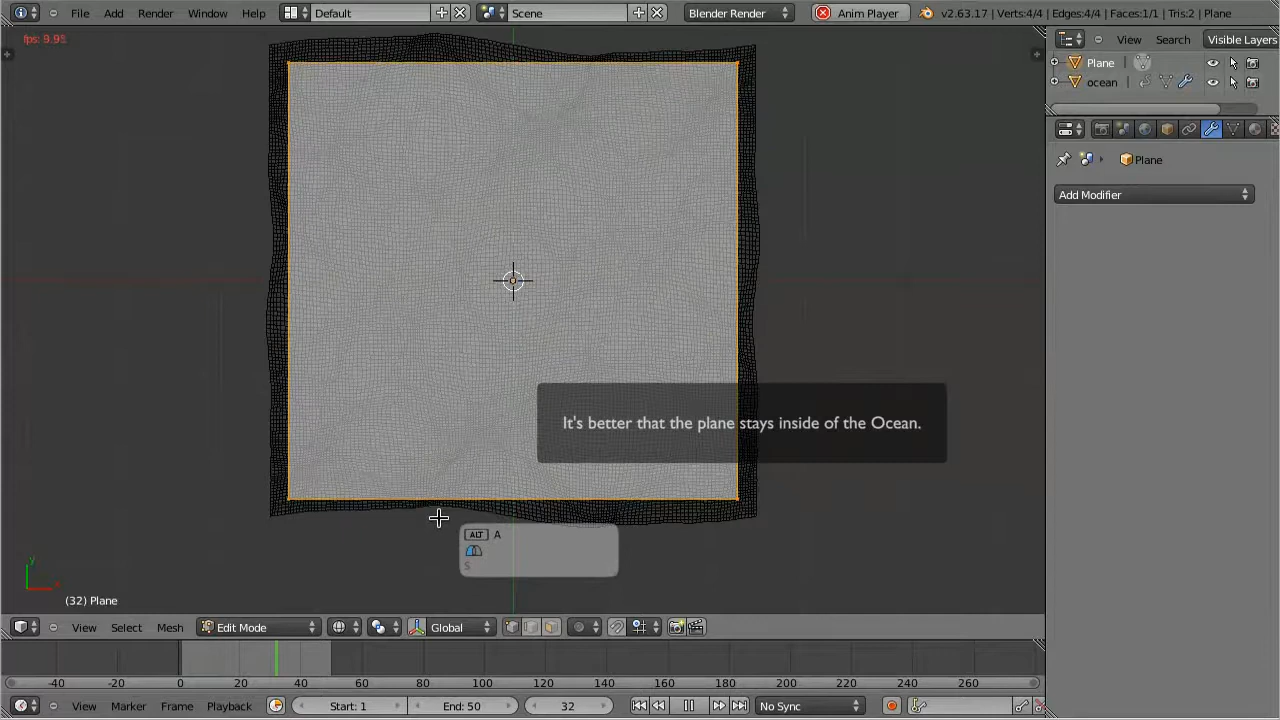 File Add Render Window Help Default Scene Blender Render Anim Player v2.63.17 | Verts:4/4 | Edges:4/4 | Faces:1/1 | Tris:2 | Plane
View Search Visible Layers
Plane
ocean
Plane
Add Modifier
It's better that the plane stays inside of the Ocean.
ALT A
S
y
(32) Plane
View Select Mesh Edit Mode Global
-40 -20 0 20 40 60 80 100 120 140 160 180 200 220 240 260
View Marker Frame Playback Start: 1 End: 50 32 No Sync